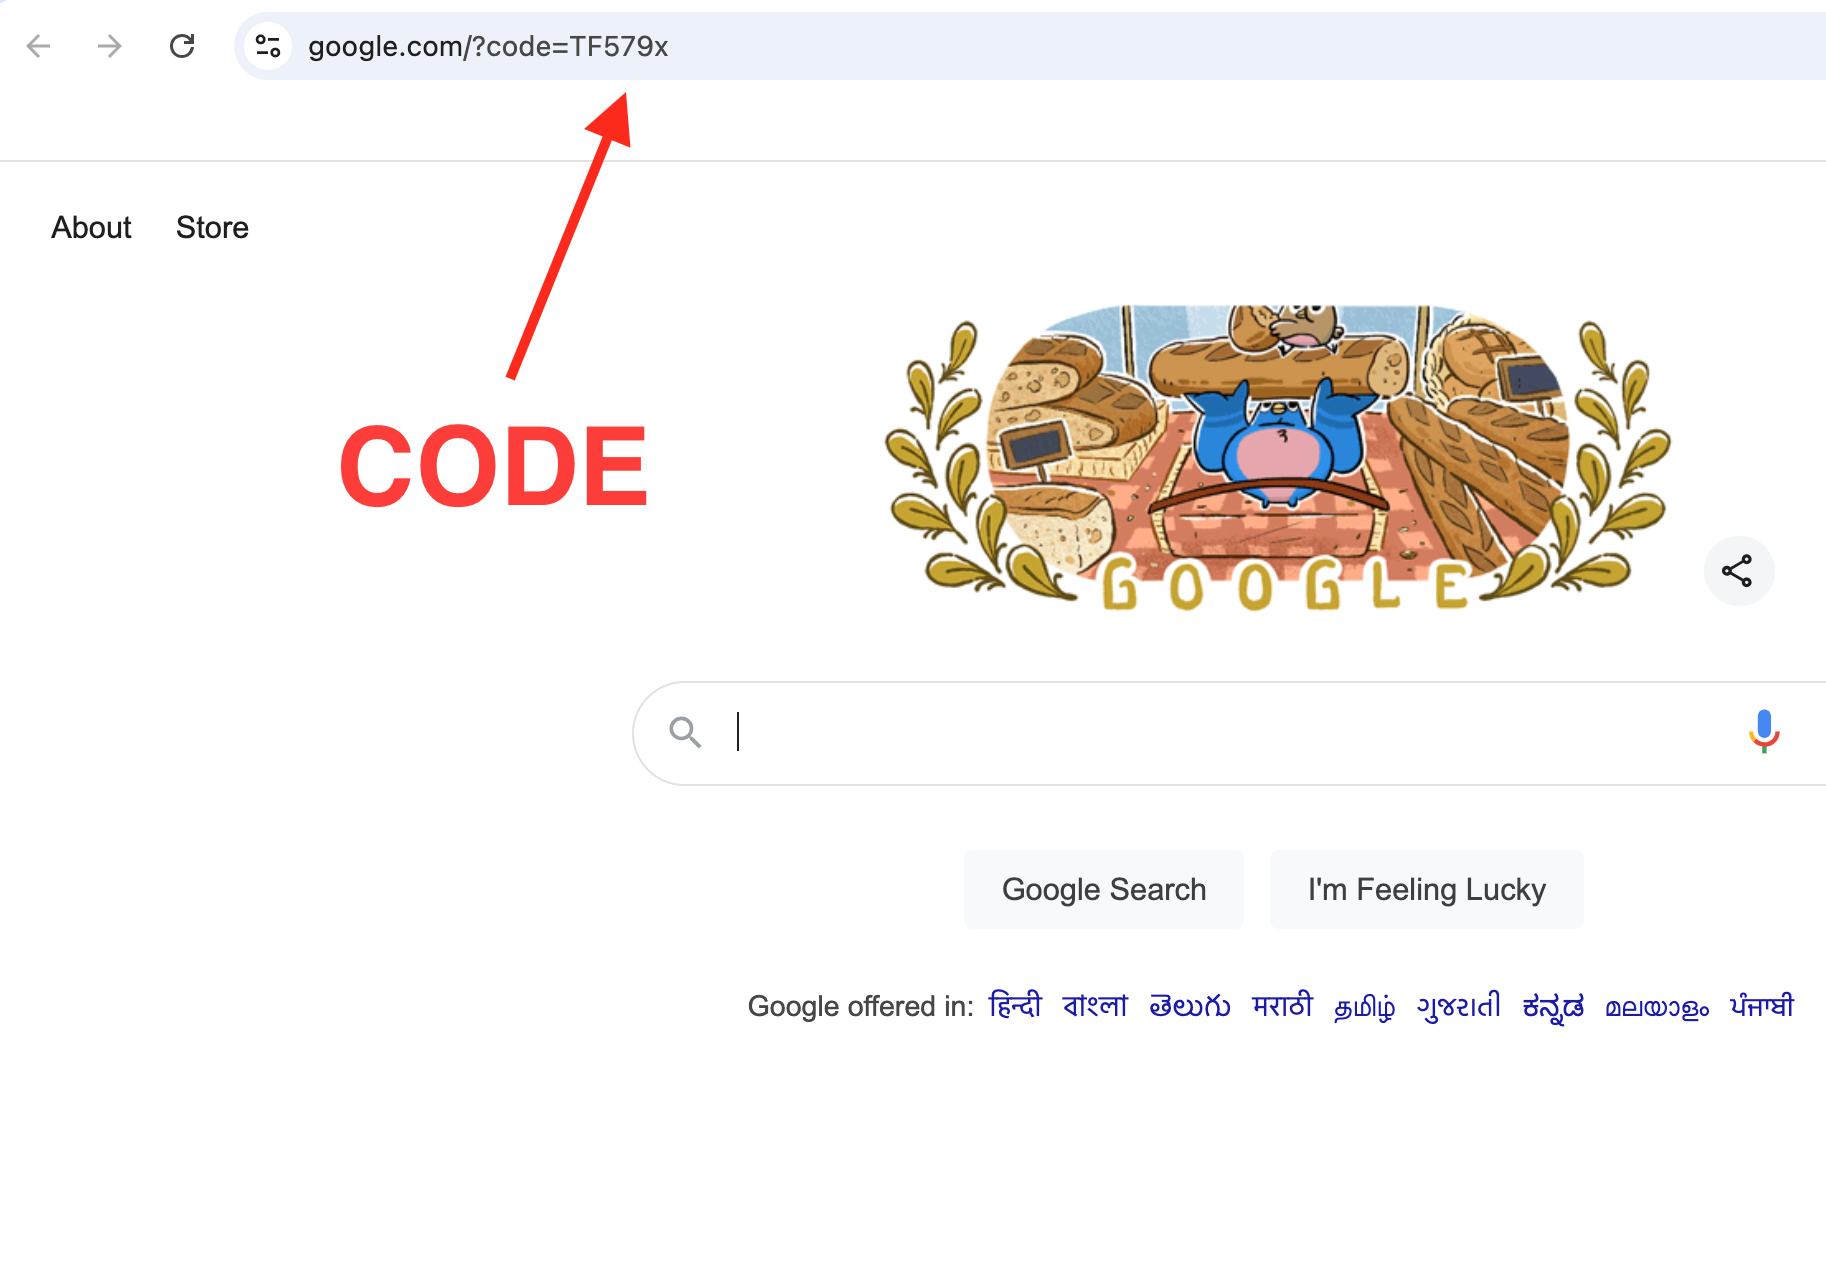 google.com/?code=TF579x
About Store
CODE
GOOGLE
Google Search I'm Feeling Lucky
Google offered in: हिन्दी বাংলা తెలుగు मराठी தமிழ் ગુજરાતી ಕನ್ನಡ മലയാളം ਪੰਜਾਬੀ